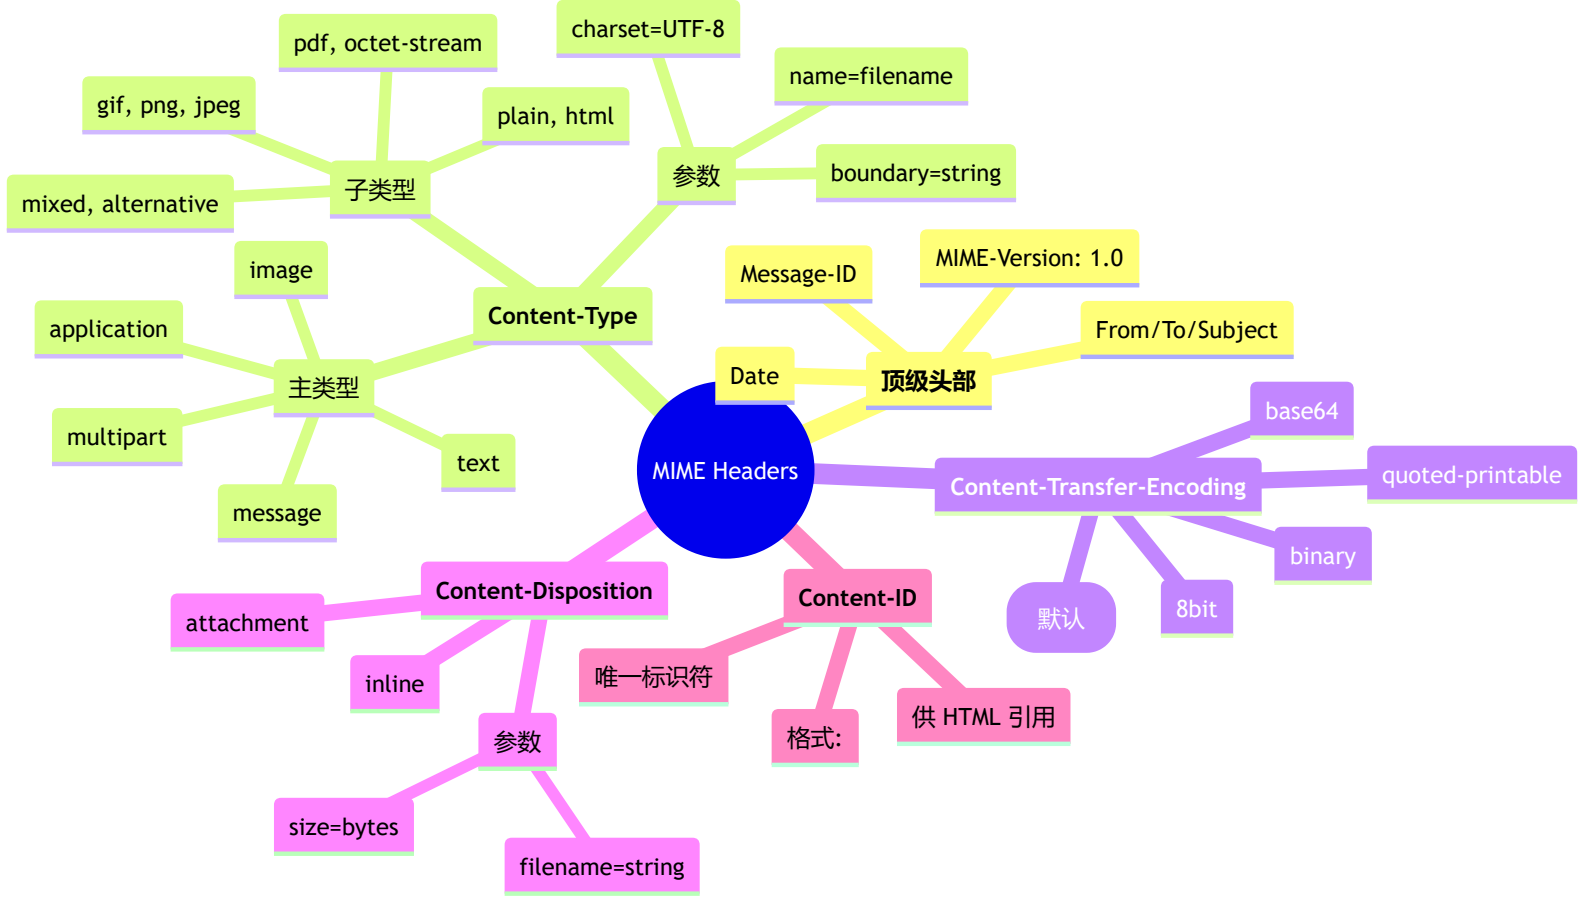 charset=UTF-8
pdf, octet-stream
name=filename
gif, png, jpeg
plain, html
参数
boundary=string
子类型
mixed, alternative
MIME-Version: 1.0
Message-ID
image
Content-Type
From/To/Subject
application
Date
顶级头部
主类型
base64
multipart
text
MIME Headers
quoted-printable
Content-Transfer-Encoding
message
binary
Content-Disposition
Content-ID
8bit
默认
attachment
唯一标识符
inline
供 HTML 引用
格式:
参数
size=bytes
filename=string